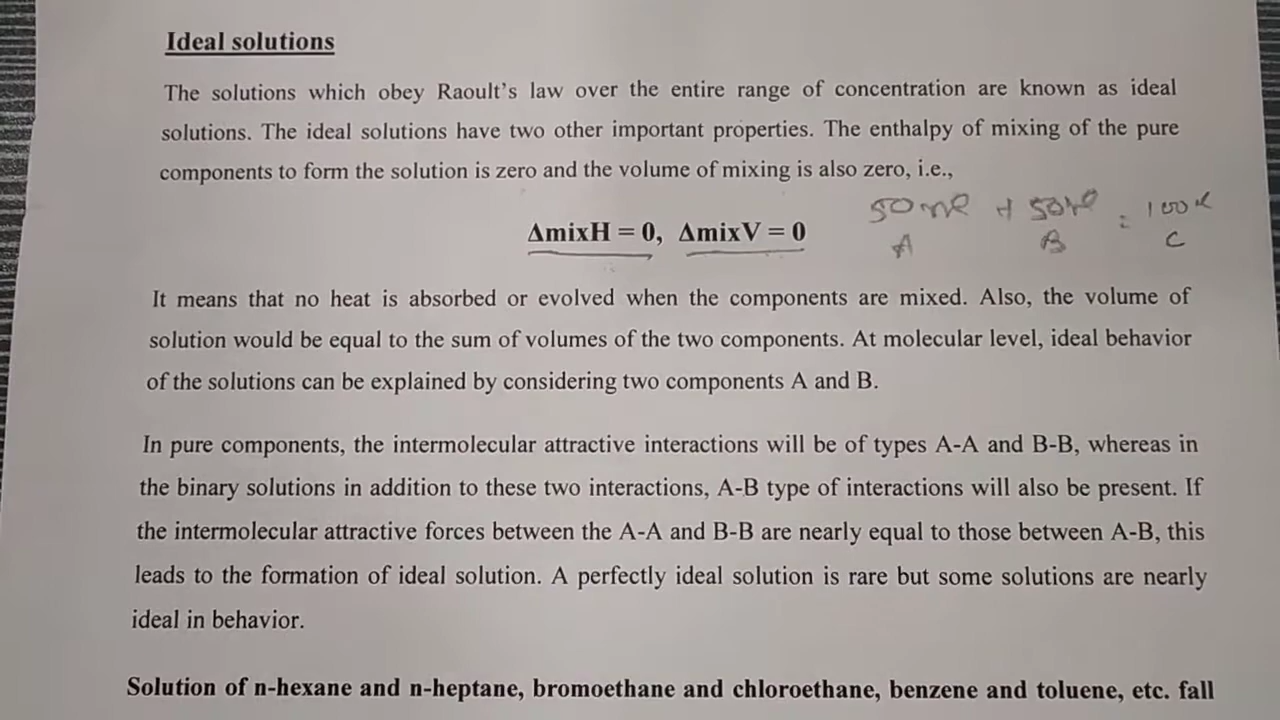 Ideal solutions
The solutions which obey Raoult's law over the entire range of concentration are known as ideal
solutions. The ideal solutions have two other important properties. The enthalpy of mixing of the pure
components to form the solution is zero and the volume of mixing is also zero, i.e.,
50ml + 50ml = 100
ΔmixH = 0, ΔmixV = 0
A B C
It means that no heat is absorbed or evolved when the components are mixed. Also, the volume of
solution would be equal to the sum of volumes of the two components. At molecular level, ideal behavior
of the solutions can be explained by considering two components A and B.
In pure components, the intermolecular attractive interactions will be of types A-A and B-B, whereas in
the binary solutions in addition to these two interactions, A-B type of interactions will also be present. If
the intermolecular attractive forces between the A-A and B-B are nearly equal to those between A-B, this
leads to the formation of ideal solution. A perfectly ideal solution is rare but some solutions are nearly
ideal in behavior.
Solution of n-hexane and n-heptane, bromoethane and chloroethane, benzene and toluene, etc. fall